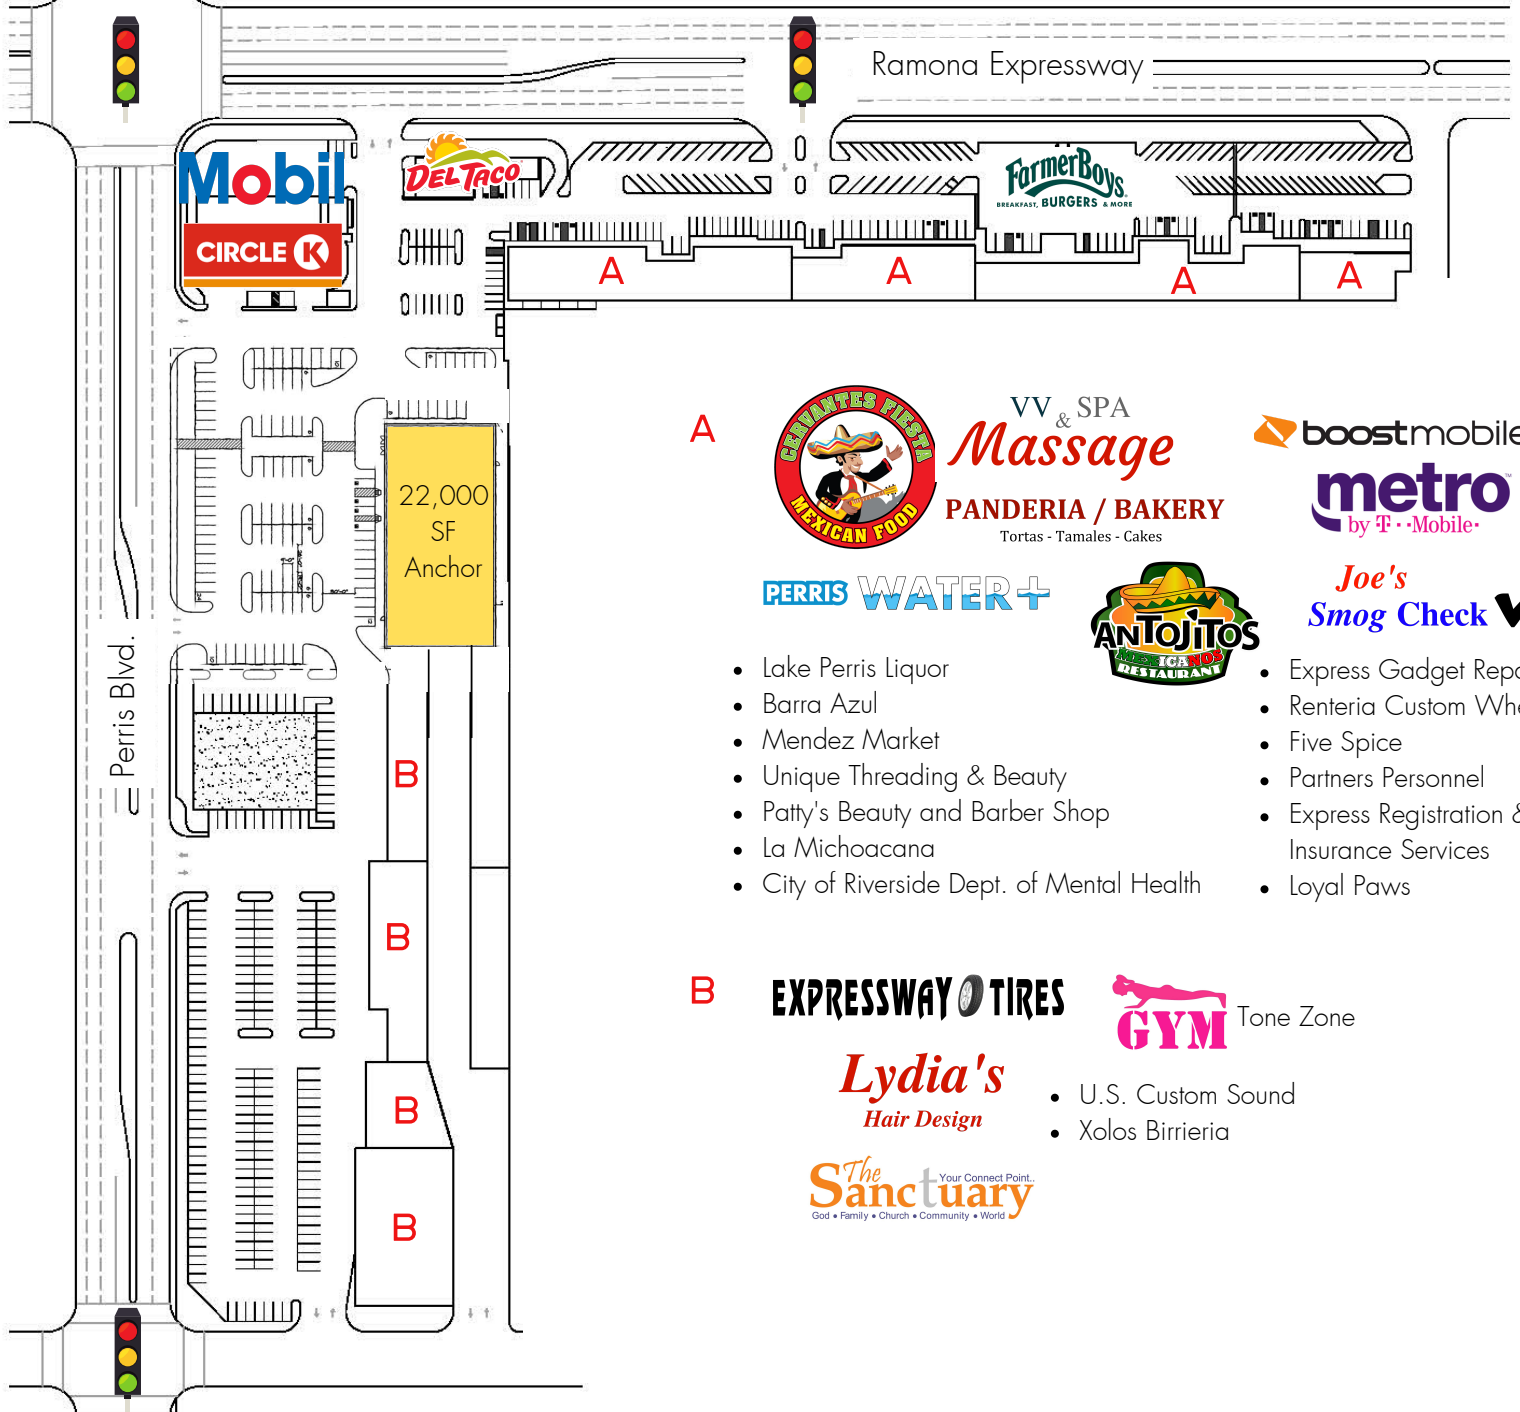 Ramona Expressway
Mobil
CIRCLE K
DEL TACO
FarmerBoys
BREAKFAST, BURGERS & MORE
A
A
A
A
22,000
SF
Anchor
Perris Blvd.
B
B
B
B
A
CERVANTES FIESTA
MEXICAN FOOD
VV & SPA
Massage
PANDERIA / BAKERY
Tortas - Tamales - Cakes
boostmobile
metro
by T-Mobile
PERRIS WATER+
ANTOJITOS
MEXICANOS
RESTAURANT
Joe's
Smog Check
Lake Perris Liquor
Barra Azul
Mendez Market
Unique Threading & Beauty
Patty's Beauty and Barber Shop
La Michoacana
City of Riverside Dept. of Mental Health
Express Gadget
Renteria Custom
Five Spice
Partners Personnel
Express Registration &
Insurance Services
Loyal Paws
B
EXPRESSWAY TIRES
GYM Tone Zone
Lydia's
Hair Design
U.S. Custom Sound
Xolos Birrieria
The
Sanctuary
Your Connect Point..
God • Family • Church • Community • World